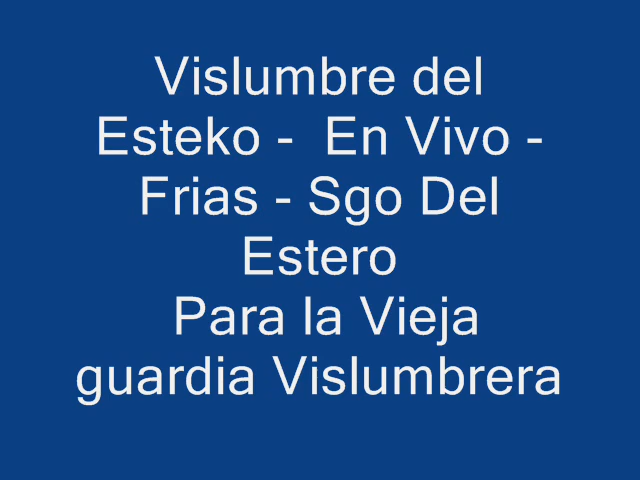 Vislumbre del
Esteko - En Vivo -
Frias - Sgo Del
Estero
Para la Vieja
guardia Vislumbrera